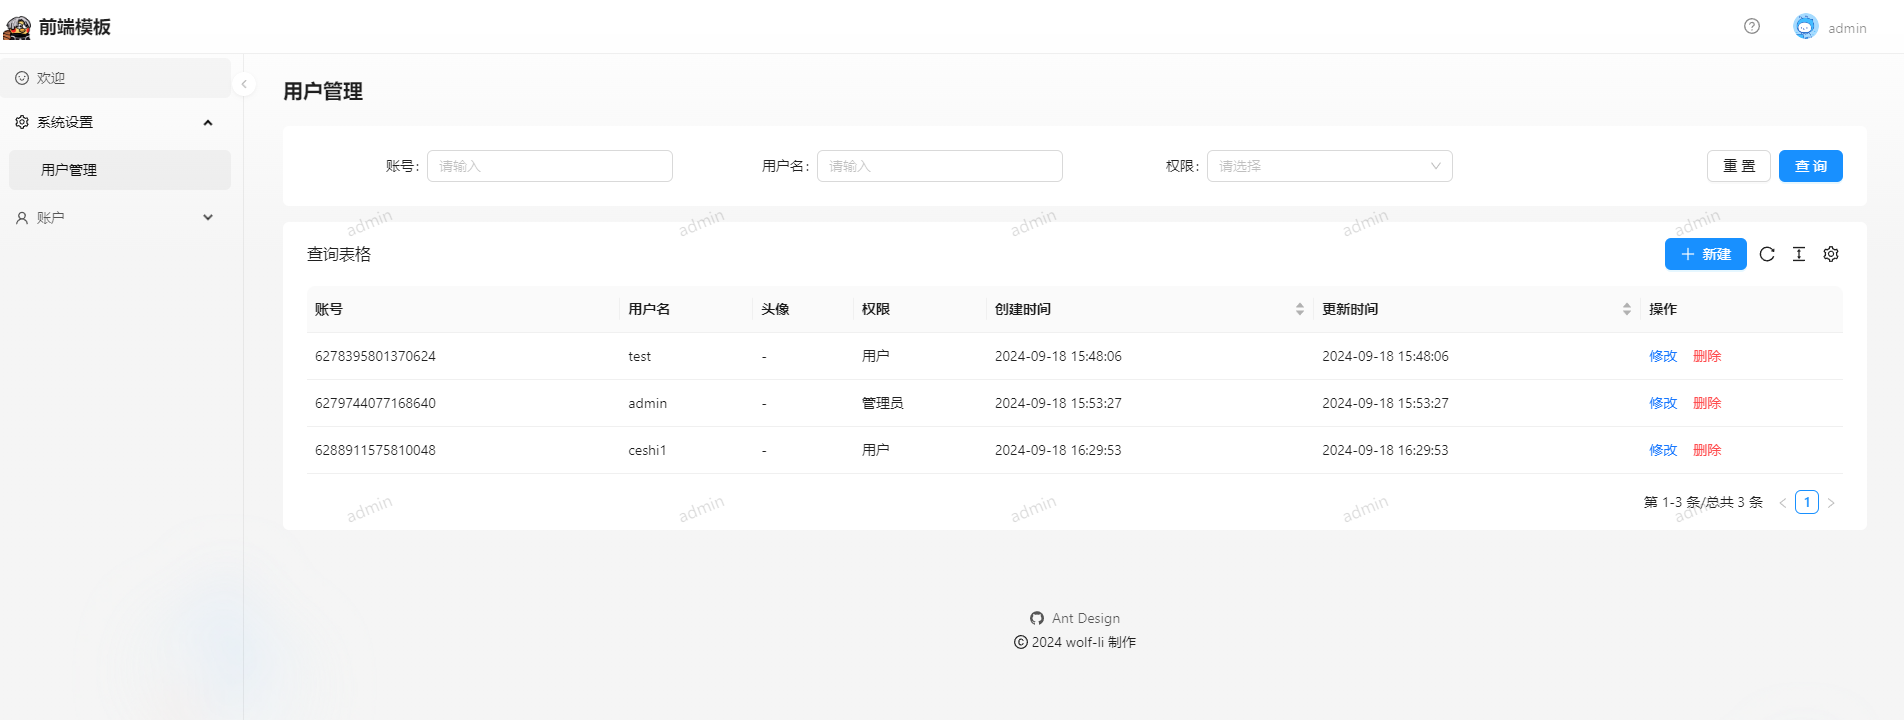 前端模板
admin
欢迎
系统设置
用户管理
账户
用户管理
账号: 请输入 用户名: 请输入 权限: 请选择 重 置 查 询
admin admin admin admin admin
查询表格 新建
账号 用户名 头像 权限 创建时间 更新时间 操作
6278395801370624 test - 用户 2024-09-18 15:48:06 2024-09-18 15:48:06 修改 删除
6279744077168640 admin - 管理员 2024-09-18 15:53:27 2024-09-18 15:53:27 修改 删除
6288911575810048 ceshi1 - 用户 2024-09-18 16:29:53 2024-09-18 16:29:53 修改 删除
第 1-3 条/总共 3 条 < 1 >
admin admin admin admin admin
Ant Design
© 2024 wolf-li 制作